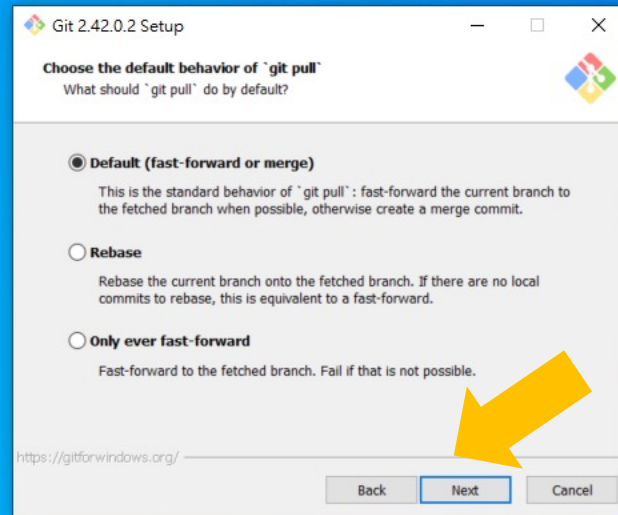 Git 2.42.0.2 Setup
Choose the default behavior of `git pull`
What should `git pull` do by default?
Default (fast-forward or merge)
This is the standard behavior of `git pull`: fast-forward the current branch to
the fetched branch when possible, otherwise create a merge commit.
Rebase
Rebase the current branch onto the fetched branch. If there are no local
commits to rebase, this is equivalent to a fast-forward.
Only ever fast-forward
Fast-forward to the fetched branch. Fail if that is not possible.
https://gitforwindows.org/
Back Next Cancel